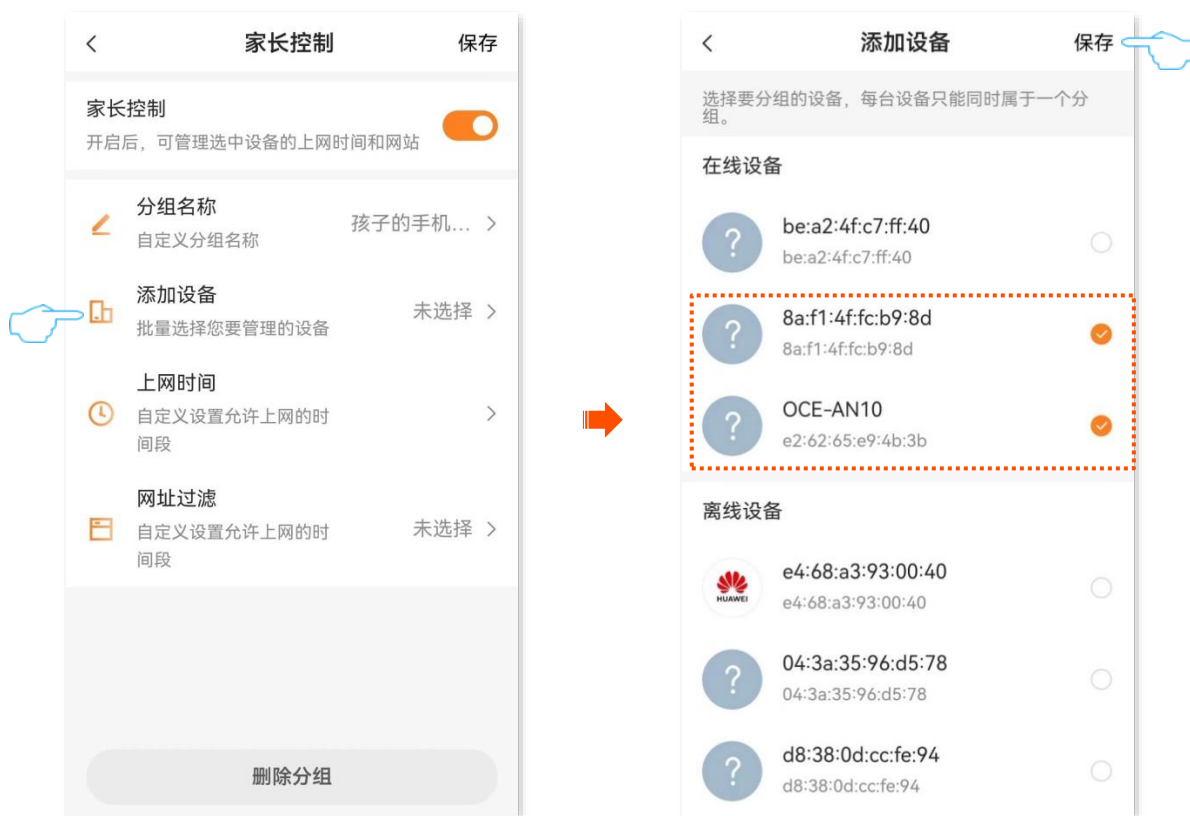 家长控制
保存
家长控制
开启后，可管理选中设备的上网时间和网站
分组名称
自定义分组名称
孩子的手机...
添加设备
批量选择您要管理的设备
未选择
上网时间
自定义设置允许上网的时
间段
网址过滤
自定义设置允许上网的时
间段
未选择
删除分组
添加设备
保存
选择要分组的设备，每台设备只能同时属于一个分
组。
在线设备
be:a2:4f:c7:ff:40
be:a2:4f:c7:ff:40
8a:f1:4f:fc:b9:8d
8a:f1:4f:fc:b9:8d
OCE-AN10
e2:62:65:e9:4b:3b
离线设备
HUAWEI
e4:68:a3:93:00:40
e4:68:a3:93:00:40
04:3a:35:96:d5:78
04:3a:35:96:d5:78
d8:38:0d:cc:fe:94
d8:38:0d:cc:fe:94